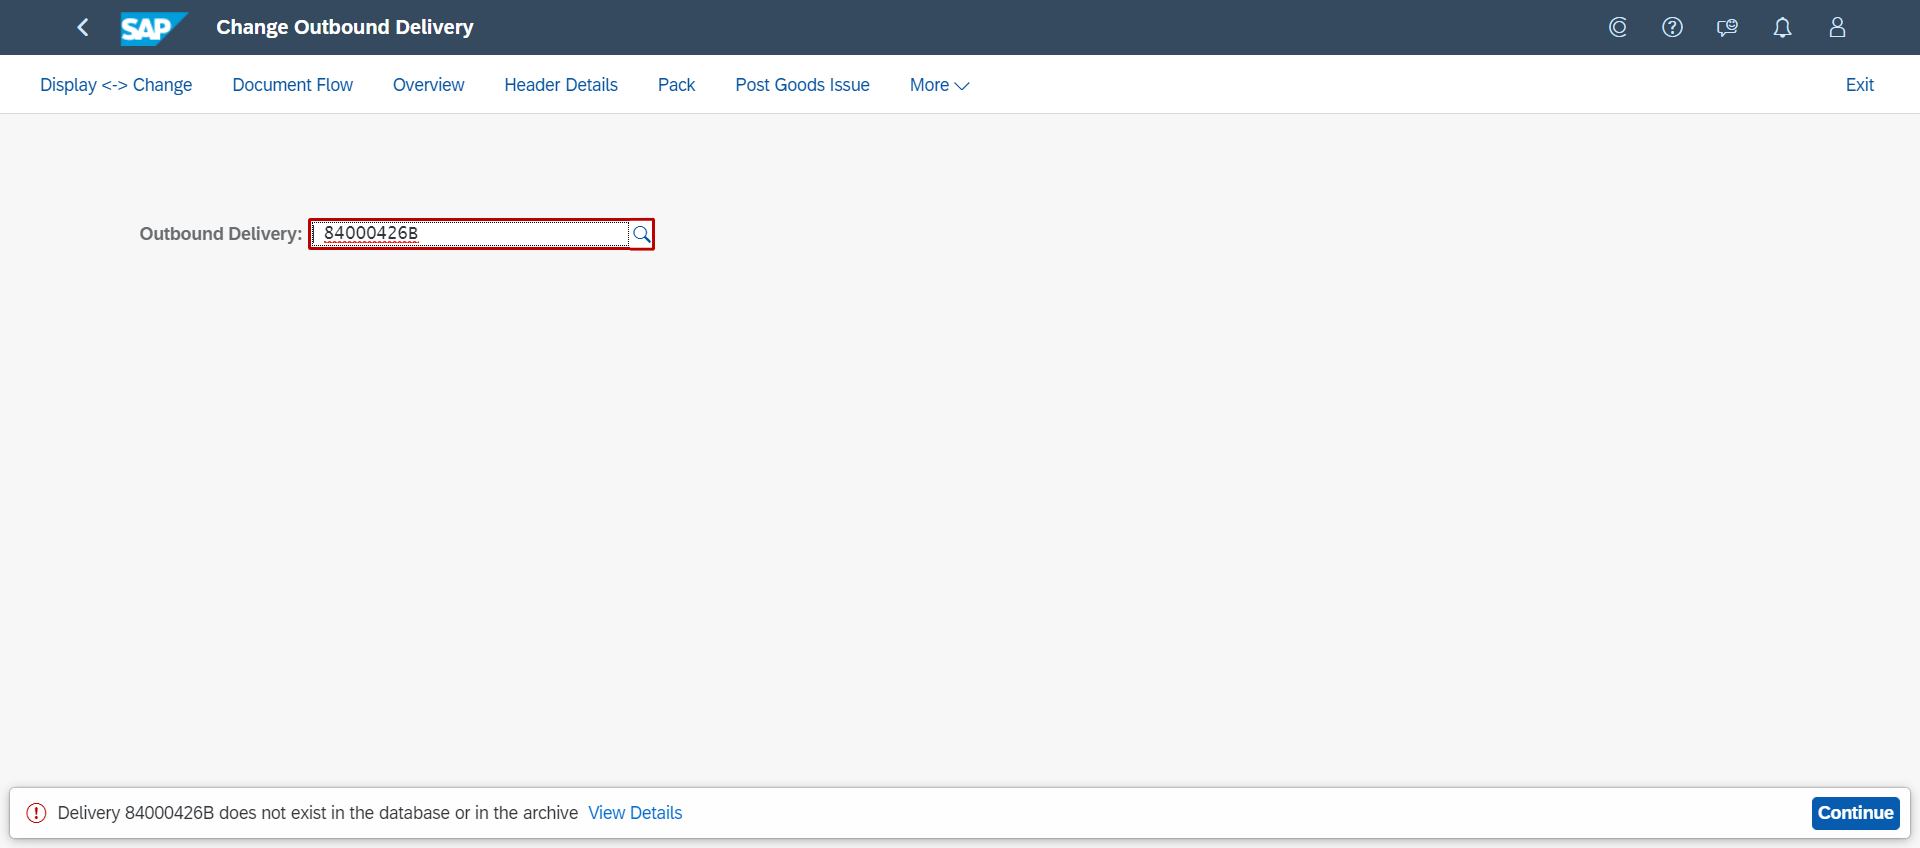 SAP Change Outbound Delivery
Display <-> Change Document Flow Overview Header Details Pack Post Goods Issue More Exit
Outbound Delivery: 84000426B
Delivery 84000426B does not exist in the database or in the archive View Details Continue